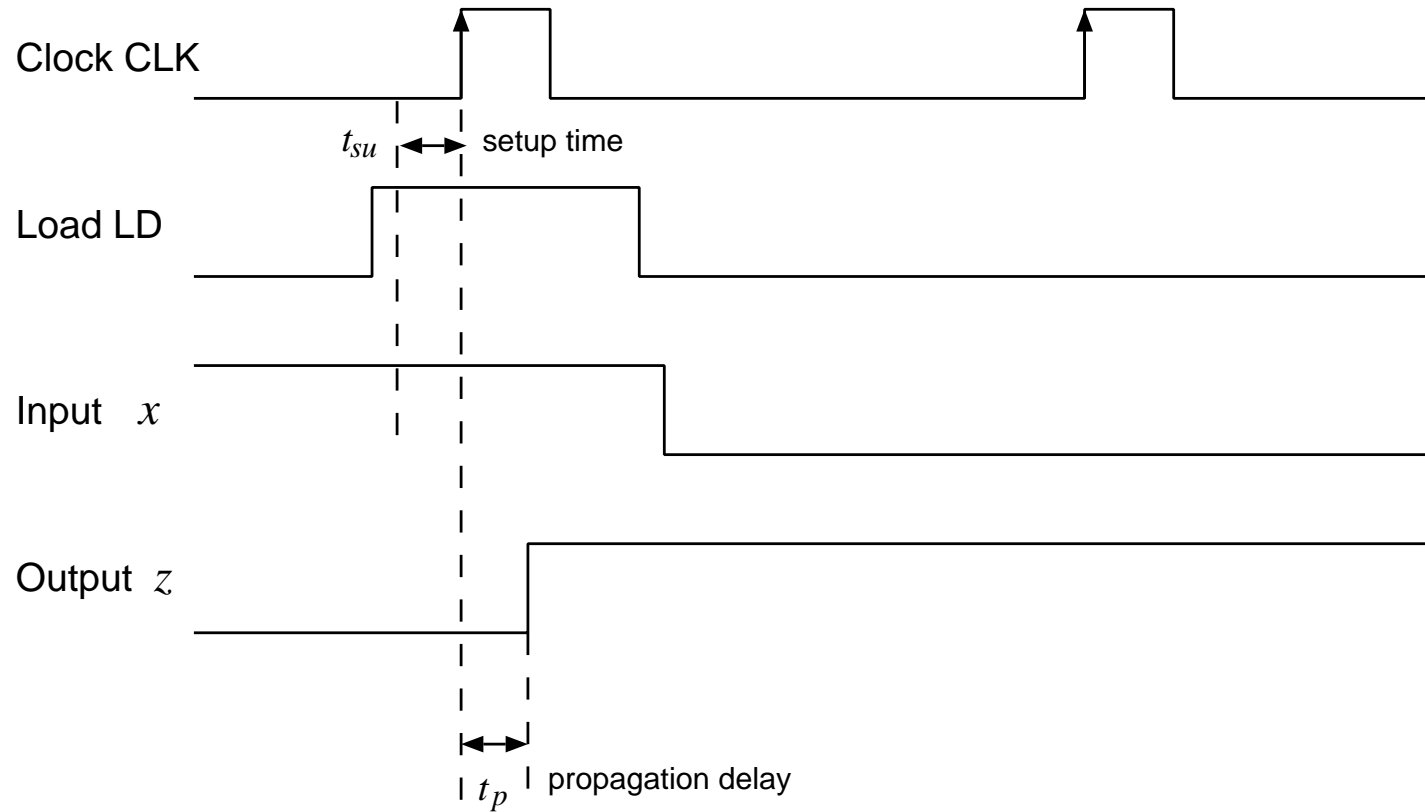 Clock CLK
t_su setup time
Load LD
Input x
Output z
t_p propagation delay